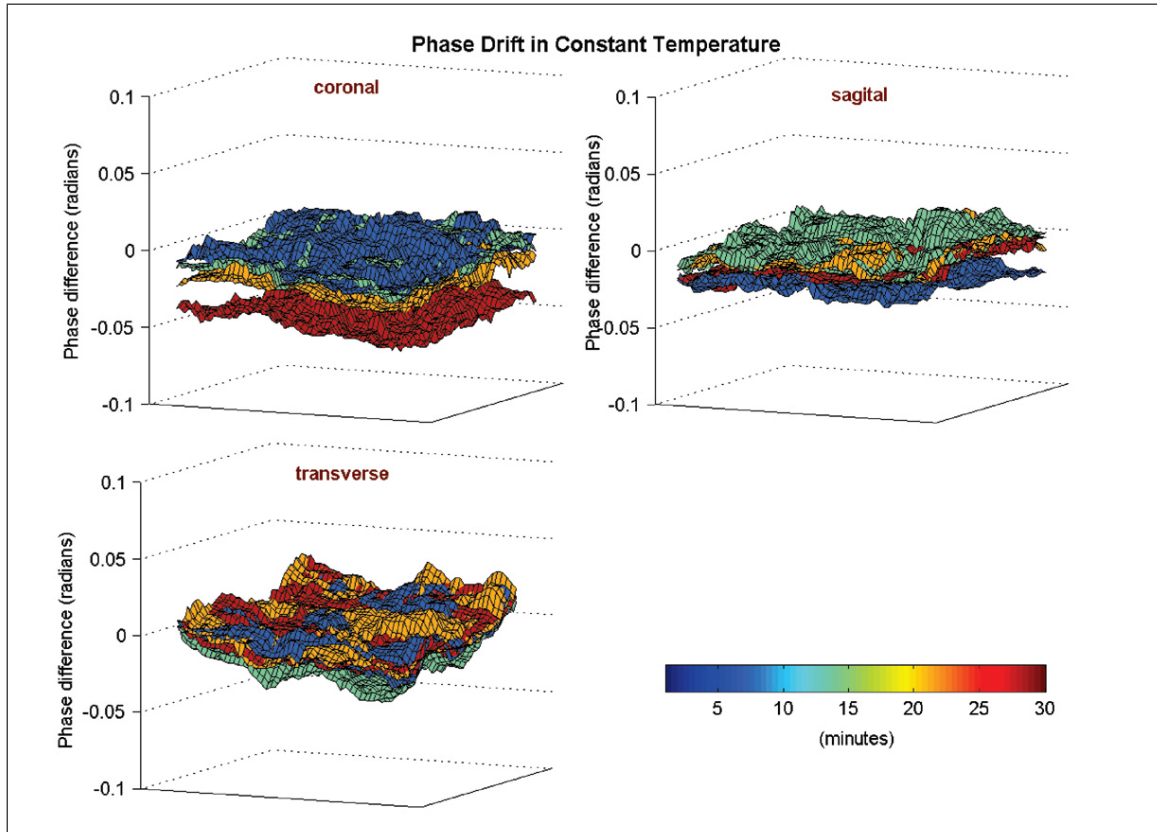 Phase Drift in Constant Temperature
coronal
0.1
0.05
0
-0.05
-0.1
Phase difference (radians)
sagital
0.1
0.05
0
-0.05
-0.1
Phase difference (radians)
transverse
0.1
0.05
0
-0.05
-0.1
Phase difference (radians)
5 10 15 20 25 30
(minutes)